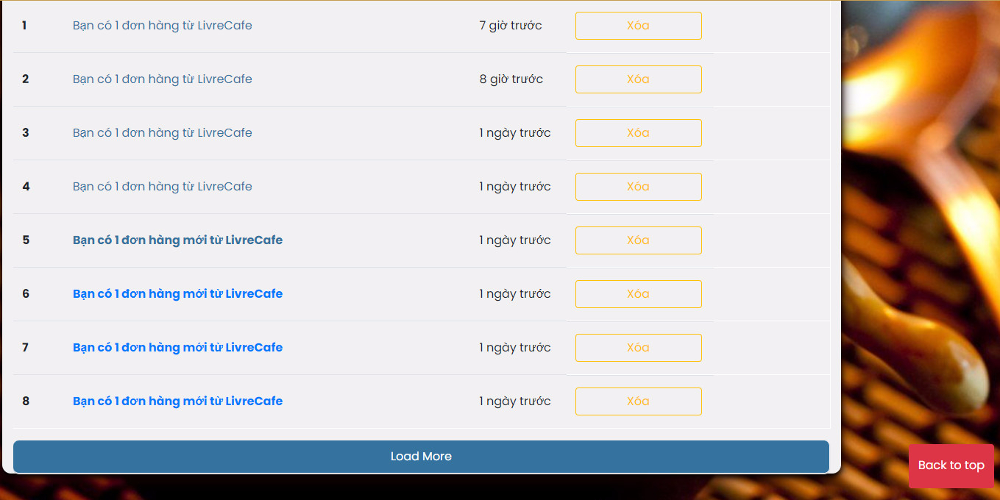 1 Bạn có 1 đơn hàng từ LivreCafe 7 giờ trước Xóa
2 Bạn có 1 đơn hàng từ LivreCafe 8 giờ trước Xóa
3 Bạn có 1 đơn hàng từ LivreCafe 1 ngày trước Xóa
4 Bạn có 1 đơn hàng từ LivreCafe 1 ngày trước Xóa
5 Bạn có 1 đơn hàng mới từ LivreCafe 1 ngày trước Xóa
6 Bạn có 1 đơn hàng mới từ LivreCafe 1 ngày trước Xóa
7 Bạn có 1 đơn hàng mới từ LivreCafe 1 ngày trước Xóa
8 Bạn có 1 đơn hàng mới từ LivreCafe 1 ngày trước Xóa
Load More
Back to top